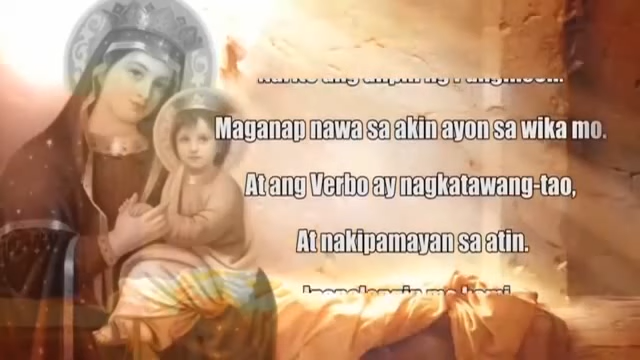 Maganap nawa sa akin ayon sa wika mo.
At ang Verbo ay nagkatawang-tao,
At nakipamayan sa atin.